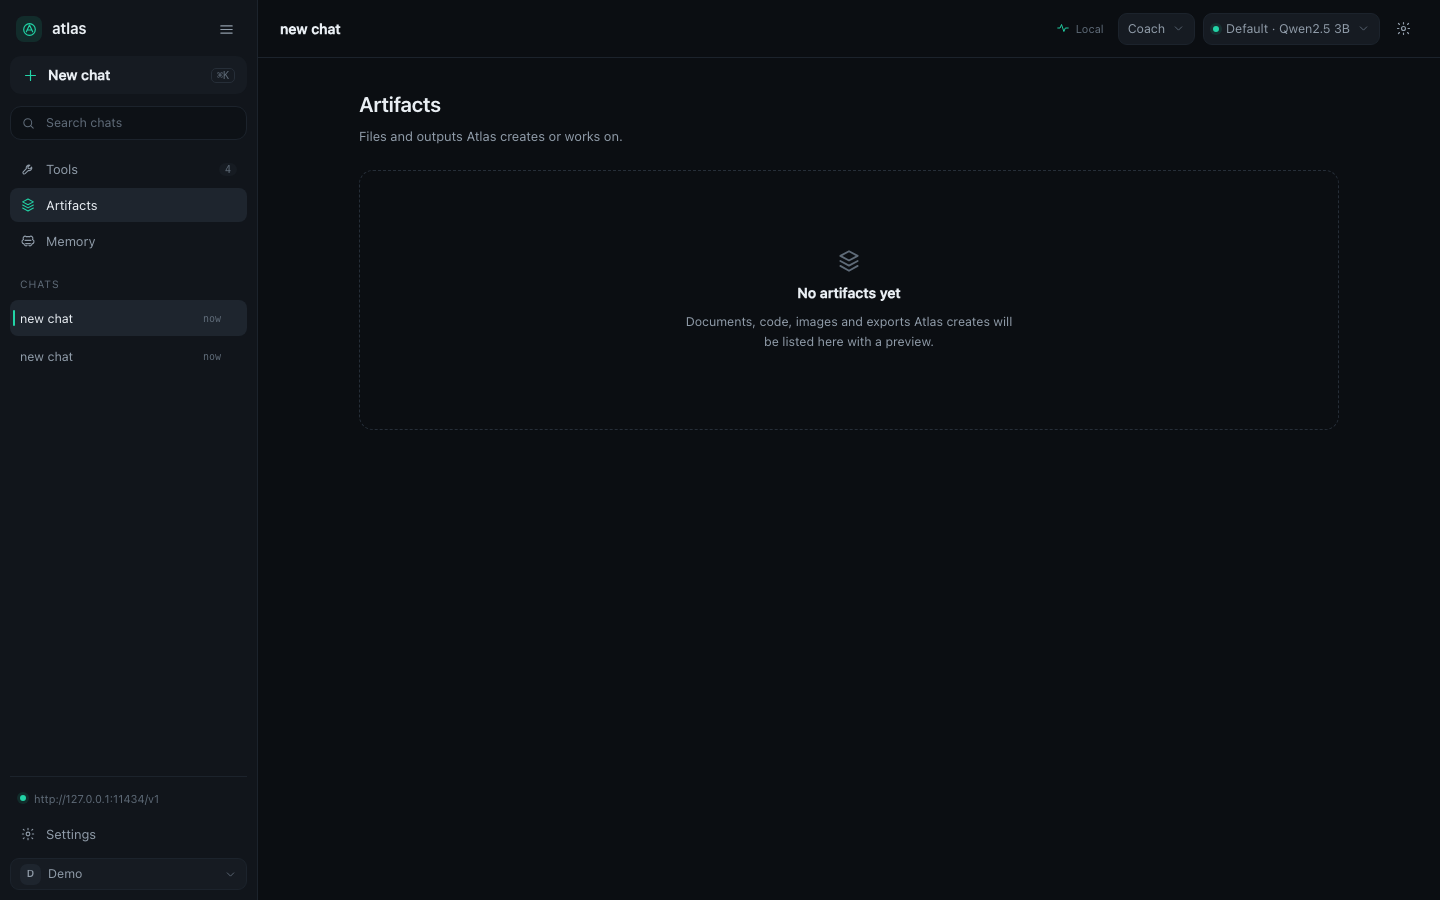 atlas
New chat
⌘K
Search chats
Tools
4
Artifacts
Memory
CHATS
new chat
now
new chat
now
http://127.0.0.1:11434/v1
Settings
D
Demo
new chat
Local
Coach
Default · Qwen2.5 3B
Artifacts
Files and outputs Atlas creates or works on.
No artifacts yet
Documents, code, images and exports Atlas creates will
be listed here with a preview.